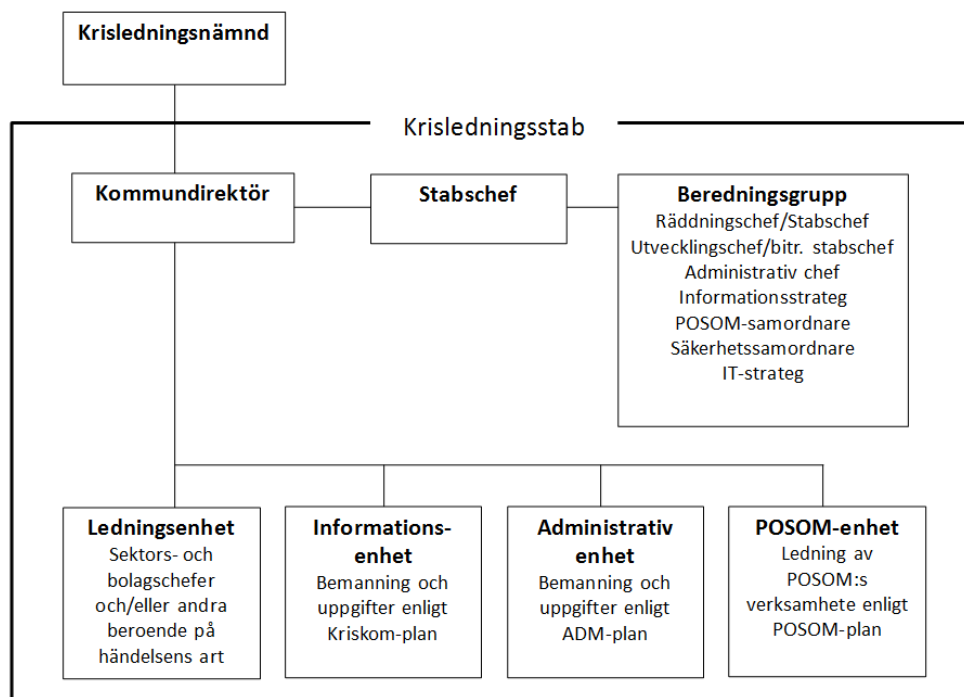 Krisledningsnämnd
Krisledningsstab
Kommundirektör
Stabschef
Beredningsgrupp
Räddningschef/Stabschef
Utvecklingschef/bitr. stabschef
Administrativ chef
Informationsstrateg
POSOM-samordnare
Säkerhetssamordnare
IT-strateg
Ledningsenhet
Sektors- och
bolagschefer
och/eller andra
beroende på
händelsens art
Informations-
enhet
Bemanning och
uppgifter enligt
Kriskom-plan
Administrativ
enhet
Bemanning och
uppgifter enligt
ADM-plan
POSOM-enhet
Ledning av
POSOM:s
verksamhete enligt
POSOM-plan